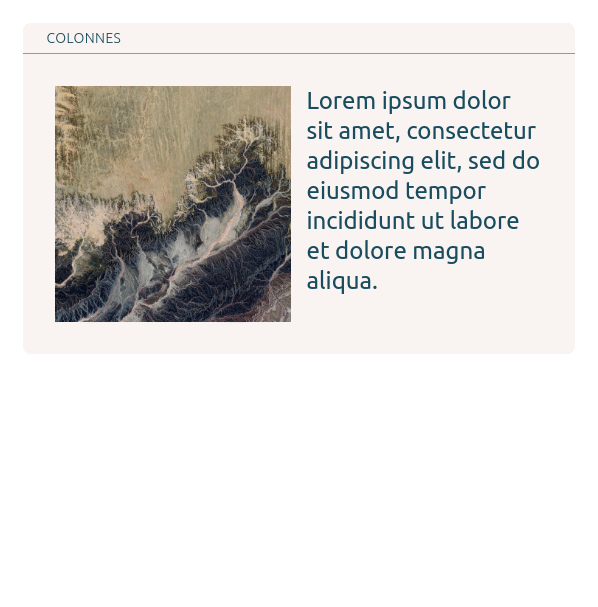 COLONNES
Lorem ipsum dolor
sit amet, consectetur
adipiscing elit, sed do
eiusmod tempor
incididunt ut labore
et dolore magna
aliqua.